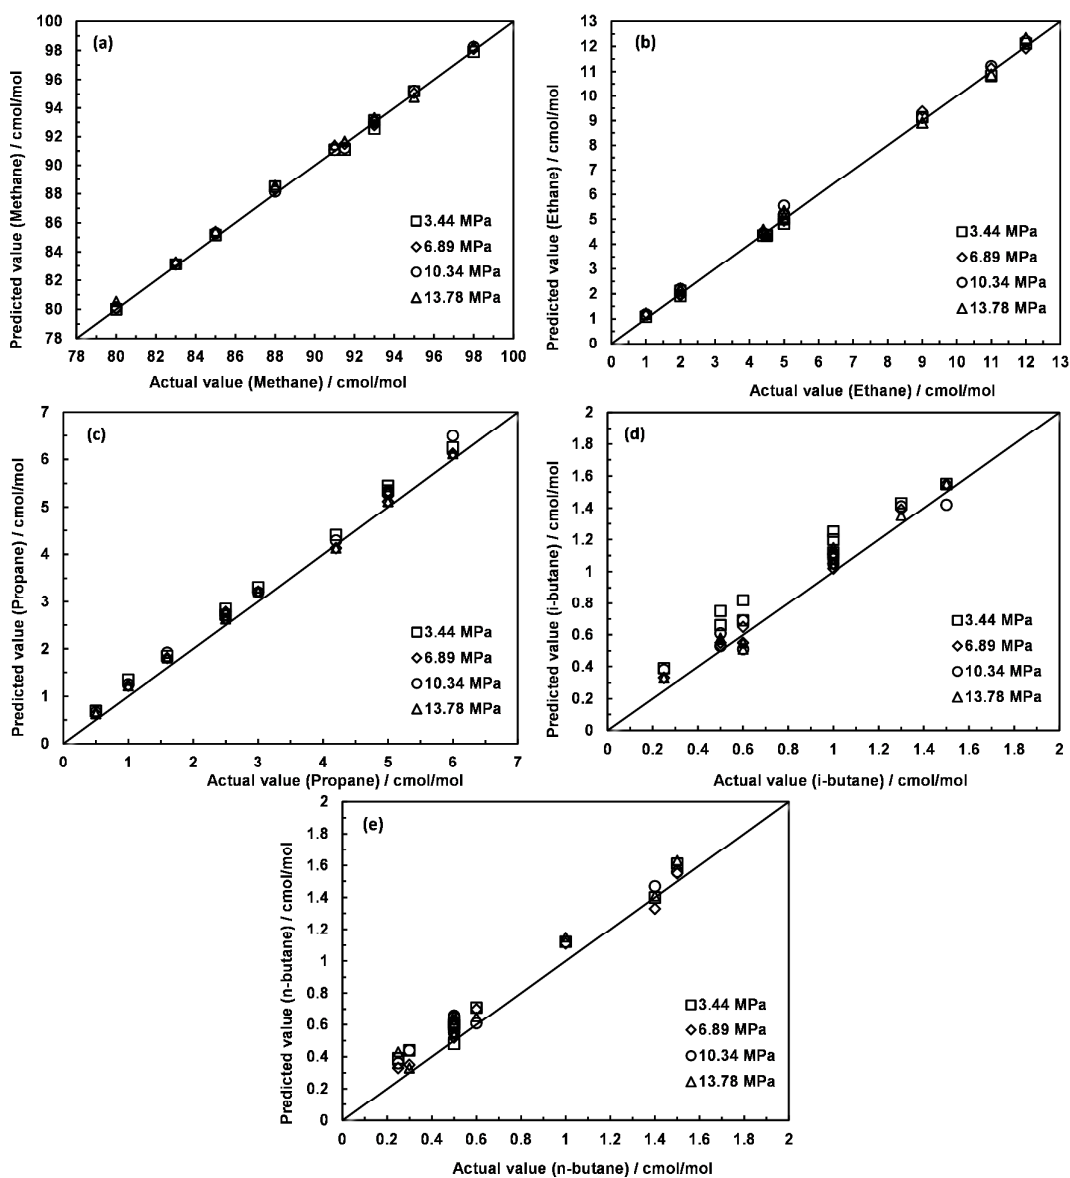 (a)
Predicted value (Methane) / cmol/mol
100
98
96
94
92
90
88
86
84
82
80
78
3.44 MPa
6.89 MPa
10.34 MPa
13.78 MPa
78 80 82 84 86 88 90 92 94 96 98 100
Actual value (Methane) / cmol/mol
(b)
Predicted value (Ethane) / cmol/mol
13
12
11
10
9
8
7
6
5
4
3
2
1
0
3.44 MPa
6.89 MPa
10.34 MPa
13.78 MPa
0 1 2 3 4 5 6 7 8 9 10 11 12 13
Actual value (Ethane) / cmol/mol
(c)
Predicted value (Propane) / cmol/mol
7
6
5
4
3
2
1
0
3.44 MPa
6.89 MPa
10.34 MPa
13.78 MPa
0 1 2 3 4 5 6 7
Actual value (Propane) / cmol/mol
(d)
Predicted value (i-butane) / cmol/mol
2
1.8
1.6
1.4
1.2
1
0.8
0.6
0.4
0.2
0
3.44 MPa
6.89 MPa
10.34 MPa
13.78 MPa
0 0.2 0.4 0.6 0.8 1 1.2 1.4 1.6 1.8 2
Actual value (i-butane) / cmol/mol
(e)
Predicted value (n-butane) / cmol/mol
2
1.8
1.6
1.4
1.2
1
0.8
0.6
0.4
0.2
0
3.44 MPa
6.89 MPa
10.34 MPa
13.78 MPa
0 0.2 0.4 0.6 0.8 1 1.2 1.4 1.6 1.8 2
Actual value (n-butane) / cmol/mol